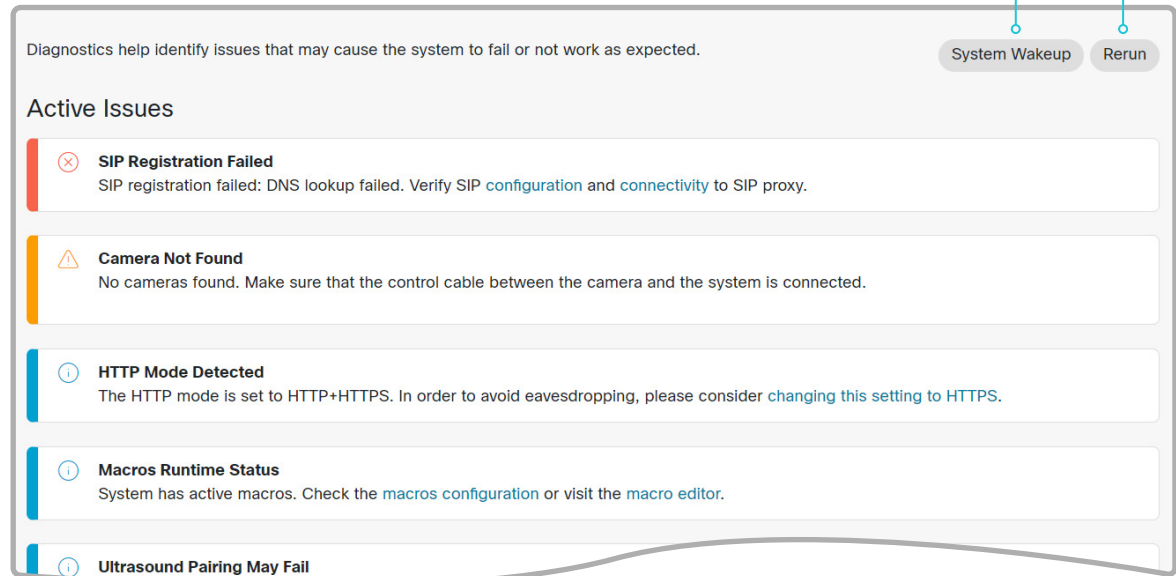 Diagnostics help identify issues that may cause the system to fail or not work as expected.
System Wakeup
Rerun
Active Issues
SIP Registration Failed
SIP registration failed: DNS lookup failed. Verify SIP configuration and connectivity to SIP proxy.
Camera Not Found
No cameras found. Make sure that the control cable between the camera and the system is connected.
HTTP Mode Detected
The HTTP mode is set to HTTP+HTTPS. In order to avoid eavesdropping, please consider changing this setting to HTTPS.
Macros Runtime Status
System has active macros. Check the macros configuration or visit the macro editor.
Ultrasound Pairing May Fail